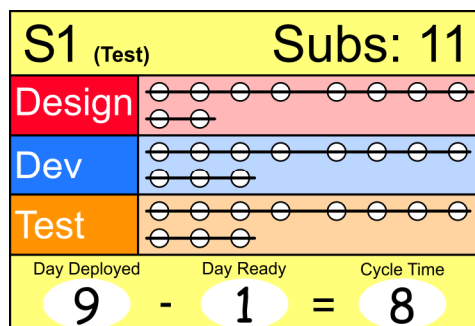 S1 (Test) Subs: 11
Design
Dev
Test
Day Deployed Day Ready Cycle Time
9 - 1 = 8